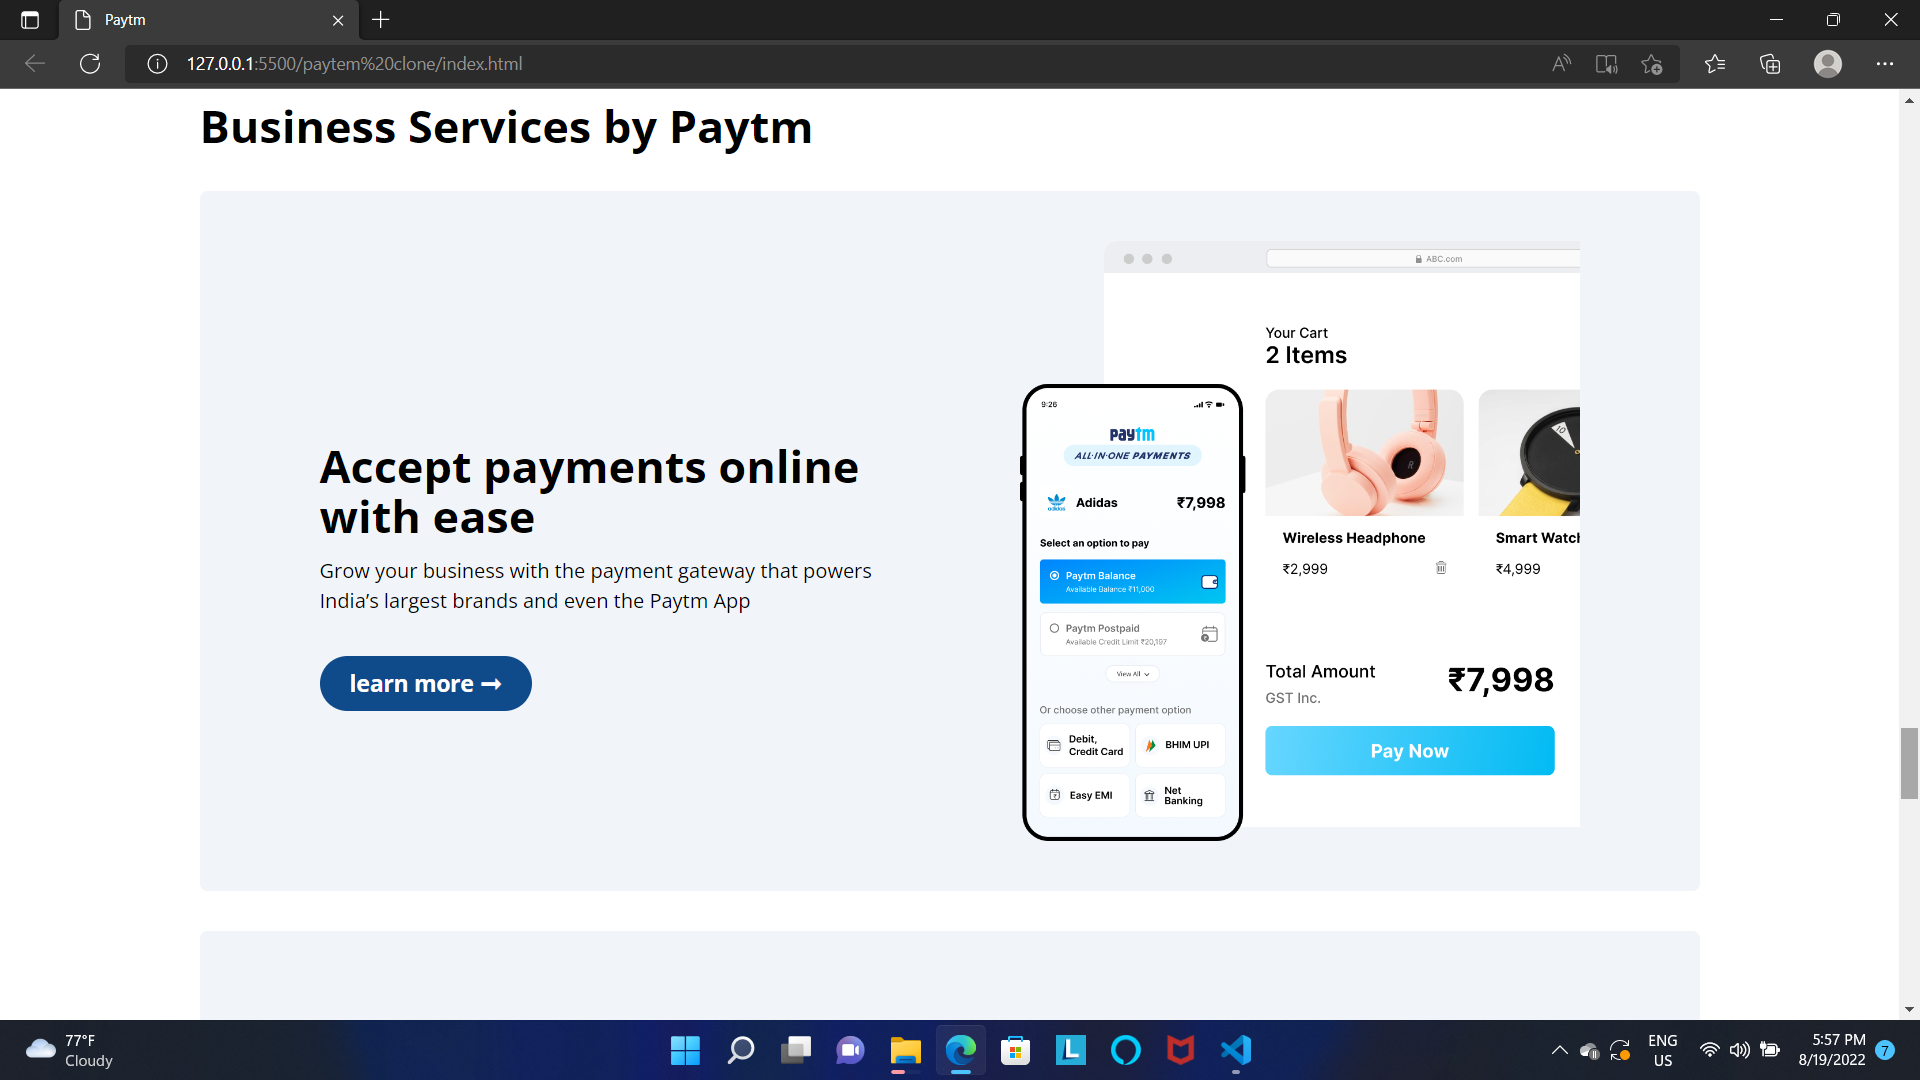 Paytm
127.0.0.1:5500/paytem%20clone/index.html
Business Services by Paytm
Accept payments online
with ease
Grow your business with the payment gateway that powers
India’s largest brands and even the Paytm App
learn more ➞
ABC.com
Your Cart
2 Items
Wireless Headphone
₹2,999
Smart Watch
₹4,999
Total Amount
₹7,998
GST Inc.
Pay Now
9:26
paytm
ALL-IN-ONE PAYMENTS
adidas
Adidas
₹7,998
Select an option to pay
Paytm Balance
Available Balance ₹11,000
Paytm Postpaid
Available Credit Limit ₹20,197
View All
Or choose other payment option
Debit,
Credit Card
BHIM UPI
Easy EMI
Net
Banking
77°F
Cloudy
ENG
US
5:57 PM
8/19/2022
7